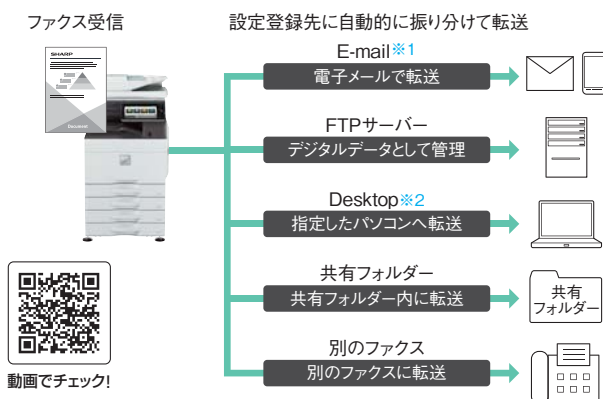 ファクス受信
設定登録先に自動的に振り分けて転送
SHARP
Document
E-mail※1
電子メールで転送
FTPサーバー
デジタルデータとして管理
Desktop※2
指定したパソコンへ転送
共有フォルダー
共有フォルダー内に転送
共有
フォルダー
別のファクス
別のファクスに転送
動画でチェック!